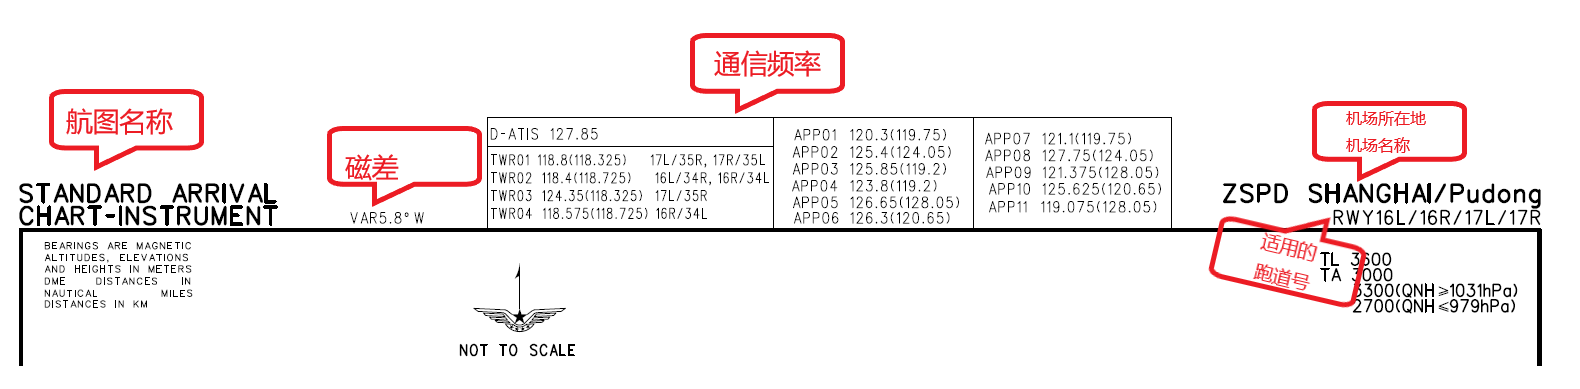 通信频率
航图名称
磁差
机场所在地
机场名称
D-ATIS 127.85
TWR01 118.8(118.325) 17L/35R, 17R/35L
TWR02 118.4(118.725) 16L/34R, 16R/34L
TWR03 124.35(118.325) 17L/35R
TWR04 118.575(118.725) 16R/34L
APP01 120.3(119.75)
APP02 125.4(124.05)
APP03 125.85(119.2)
APP04 123.8(119.2)
APP05 126.65(128.05)
APP06 126.3(120.65)
APP07 121.1(119.75)
APP08 127.75(124.05)
APP09 121.375(128.05)
APP10 125.625(120.65)
APP11 119.075(128.05)
STANDARD ARRIVAL
CHART-INSTRUMENT
VAR5.8° W
ZSPD SHANGHAI/Pudong
RWY16L/16R/17L/17R
适用的
跑道号
BEARINGS ARE MAGNETIC
ALTITUDES, ELEVATIONS
AND HEIGHTS IN METERS
DME DISTANCES IN
NAUTICAL MILES
DISTANCES IN KM
TL 3600
TA 3000
3300(QNH≥1031hPa)
2700(QNH≤979hPa)
NOT TO SCALE